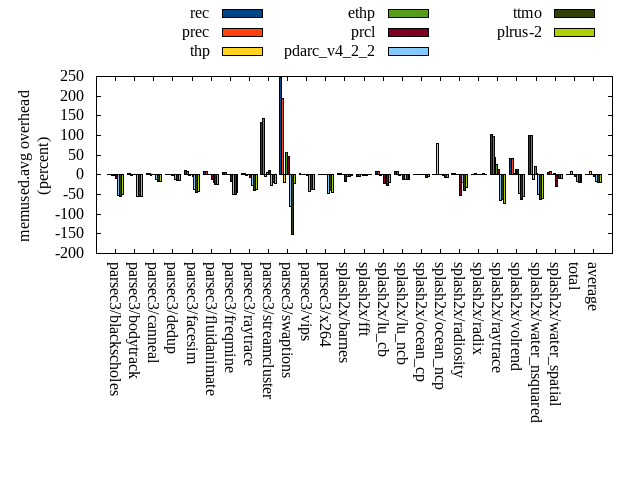 rec
prec
thp
ethp
prcl
pdarc_v4_2_2
ttmo
plrus-2
memused.avg overhead
(percent)
250
200
150
100
50
0
-50
-100
-150
-200
parsec3/blackscholes
parsec3/bodytrack
parsec3/canneal
parsec3/dedup
parsec3/facesim
parsec3/fluidanimate
parsec3/freqmine
parsec3/raytrace
parsec3/streamcluster
parsec3/swaptions
parsec3/vips
parsec3/x264
splash2x/barnes
splash2x/fft
splash2x/lu_cb
splash2x/lu_ncb
splash2x/ocean_cp
splash2x/ocean_ncp
splash2x/radiosity
splash2x/radix
splash2x/raytrace
splash2x/volrend
splash2x/water_nsquared
splash2x/water_spatial
total
average